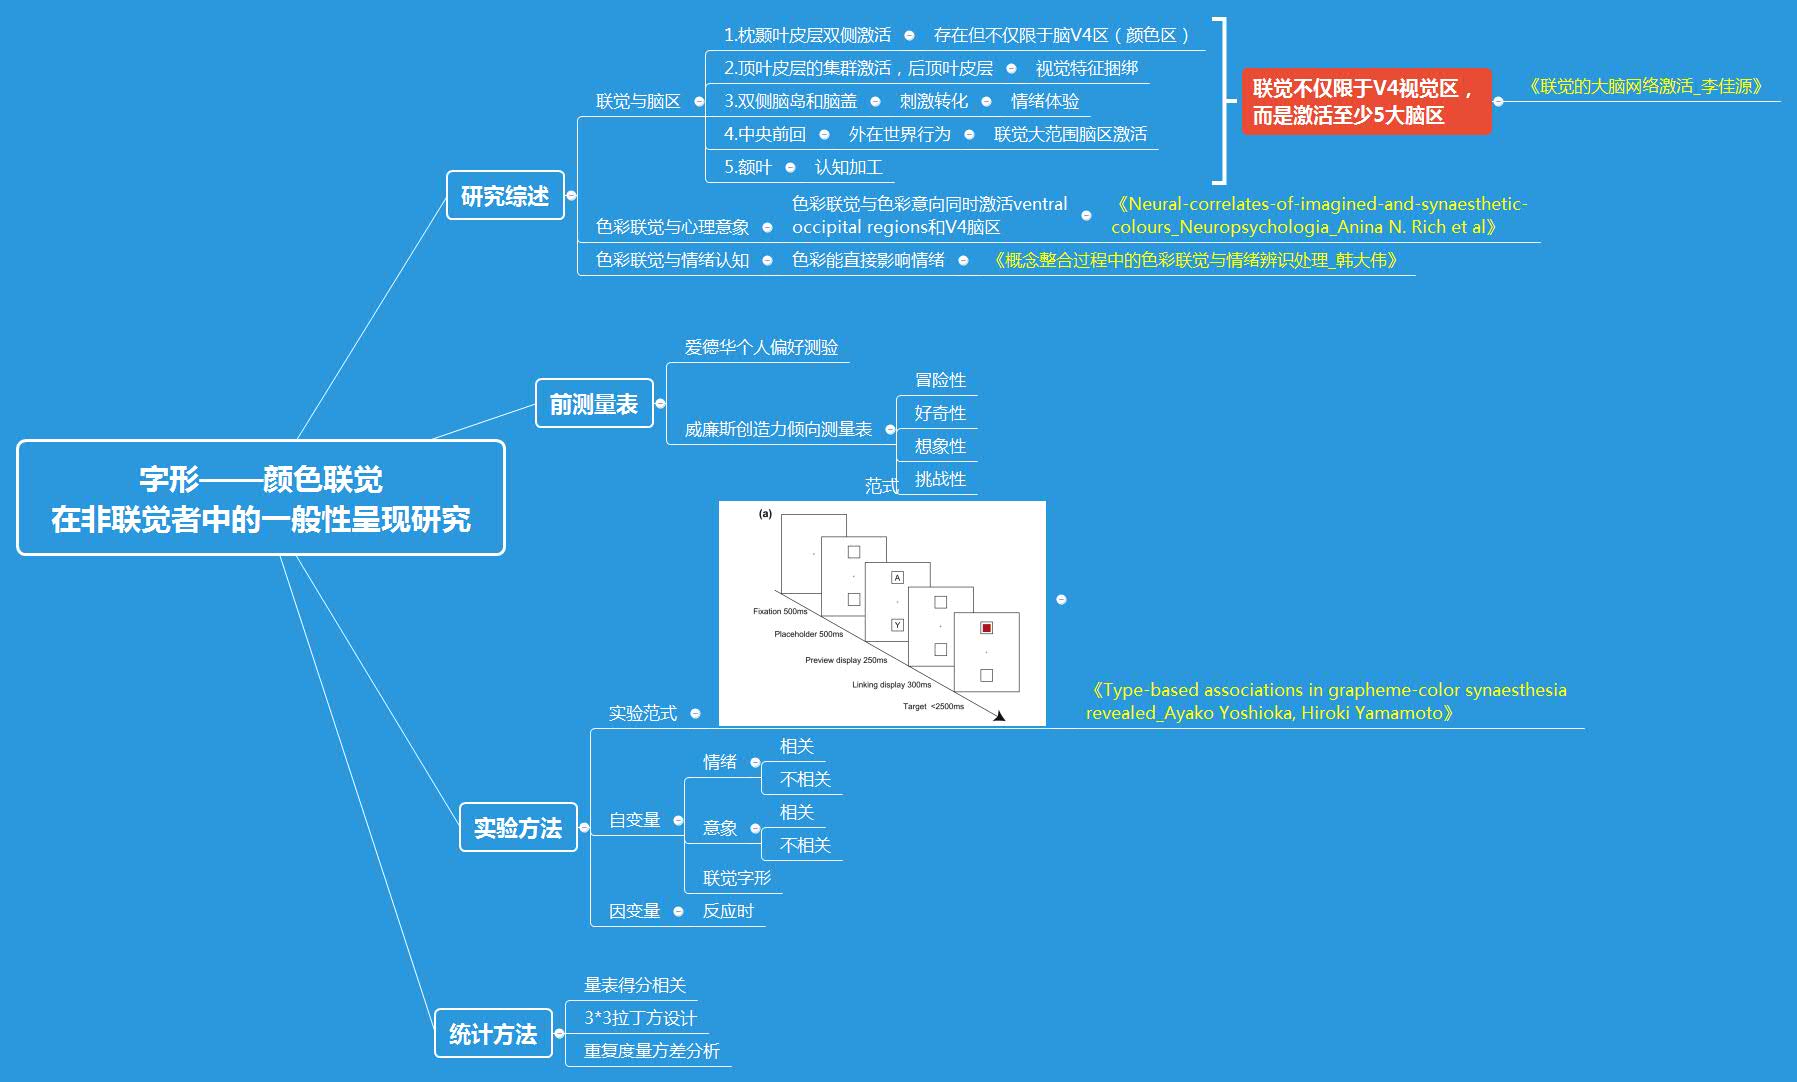 字形——颜色联觉
在非联觉者中的一般性呈现研究
研究综述
联觉与脑区
1.枕颞叶皮层双侧激活
存在但不仅限于脑V4区（颜色区）
2.顶叶皮层的集群激活，后顶叶皮层
视觉特征捆绑
3.双侧脑岛和脑盖
刺激转化
情绪体验
4.中央前回
外在世界行为
联觉大范围脑区激活
5.额叶
认知加工
联觉不仅限于V4视觉区，
而是激活至少5大脑区
《联觉的大脑网络激活_李佳源》
色彩联觉与心理意象
色彩联觉与色彩意向同时激活ventral
occipital regions和V4脑区
《Neural-correlates-of-imagined-and-synaesthetic-
colours_Neuropsychologia_Anina N. Rich et al》
色彩联觉与情绪认知
色彩能直接影响情绪
《概念整合过程中的色彩联觉与情绪辨识处理_韩大伟》
前测量表
爱德华个人偏好测验
威廉斯创造力倾向测量表
冒险性
好奇性
想象性
挑战性
实验方法
实验范式
范式
(a)
A
Y
Fixation 500ms
Placeholder 500ms
Preview display 250ms
Linking display 300ms
Target <2500ms
《Type-based associations in grapheme-color synaesthesia
revealed_Ayako Yoshioka, Hiroki Yamamoto》
自变量
情绪
相关
不相关
意象
相关
不相关
联觉字形
因变量
反应时
统计方法
量表得分相关
3*3拉丁方设计
重复度量方差分析